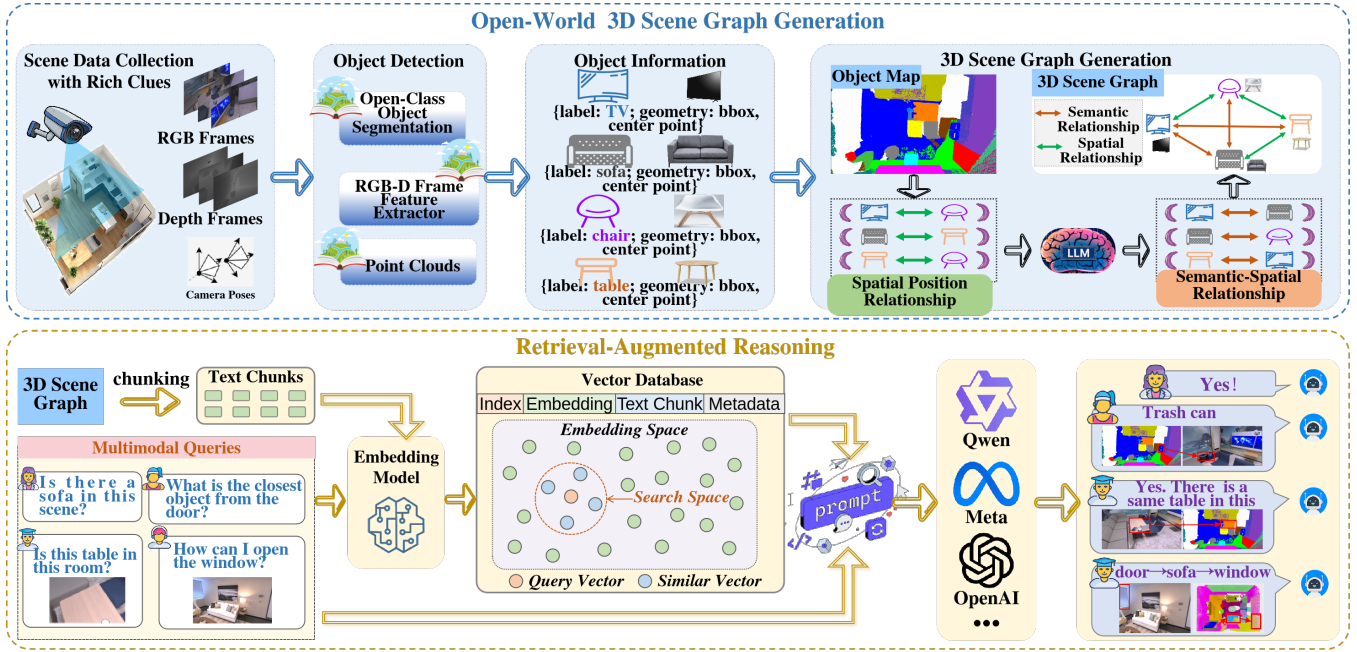 Open-World 3D Scene Graph Generation
Scene Data Collection
with Rich Clues
RGB Frames
Depth Frames
Camera Poses
Object Detection
Open-Class
Object
Segmentation
RGB-D Frame
Feature
Extractor
Point Clouds
Object Information
{label: TV; geometry: bbox,
center point}
{label: sofa; geometry: bbox,
center point}
{label: chair; geometry: bbox,
center point}
{label: table; geometry: bbox,
center point}
3D Scene Graph Generation
Object Map
3D Scene Graph
Semantic
Relationship
Spatial
Relationship
LLM
Spatial Position
Relationship
Semantic-Spatial
Relationship
Retrieval-Augmented Reasoning
3D Scene
Graph
chunking
Text Chunks
Multimodal Queries
Is there a
sofa in this
scene?
What is the closest
object from the
door?
Is this table in
this room?
How can I open
the window?
Embedding
Model
Vector Database
Index
Embedding
Text Chunk
Metadata
Embedding Space
Search Space
Query Vector
Similar Vector
prompt
Qwen
Meta
OpenAI
Yes!
Trash can
Yes. There is a
same table in this
door→sofa→window